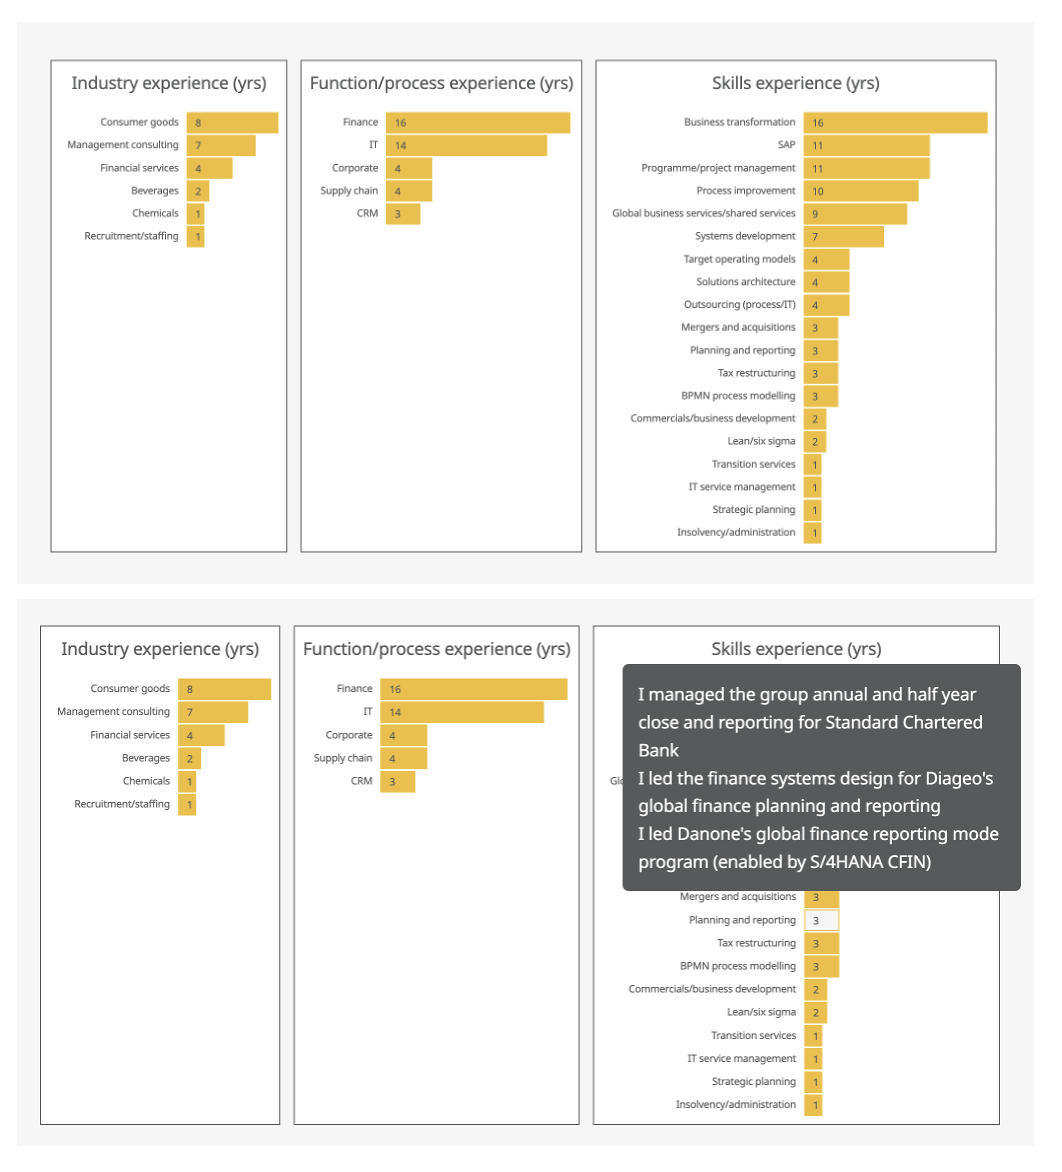 Industry experience (yrs)
Consumer goods 8
Management consulting 7
Financial services 4
Beverages 2
Chemicals 1
Recruitment/staffing 1
Function/process experience (yrs)
Finance 16
IT 14
Corporate 4
Supply chain 4
CRM 3
Skills experience (yrs)
Business transformation 16
SAP 11
Programme/project management 11
Process improvement 10
Global business services/shared services 9
Systems development 7
Target operating models 4
Solutions architecture 4
Outsourcing (process/IT) 4
Mergers and acquisitions 3
Planning and reporting 3
Tax restructuring 3
BPMN process modelling 3
Commercials/business development 2
Lean/six sigma 2
Transition services 1
IT service management 1
Strategic planning 1
Insolvency/administration 1
Industry experience (yrs)
Consumer goods 8
Management consulting 7
Financial services 4
Beverages 2
Chemicals 1
Recruitment/staffing 1
Function/process experience (yrs)
Finance 16
IT 14
Corporate 4
Supply chain 4
CRM 3
Skills experience (yrs)
I managed the group annual and half year
close and reporting for Standard Chartered
Bank
I led the finance systems design for Diageo's
global finance planning and reporting
I led Danone's global finance reporting mode
program (enabled by S/4HANA CFIN)
Mergers and acquisitions 3
Planning and reporting 3
Tax restructuring 3
BPMN process modelling 3
Commercials/business development 2
Lean/six sigma 2
Transition services 1
IT service management 1
Strategic planning 1
Insolvency/administration 1